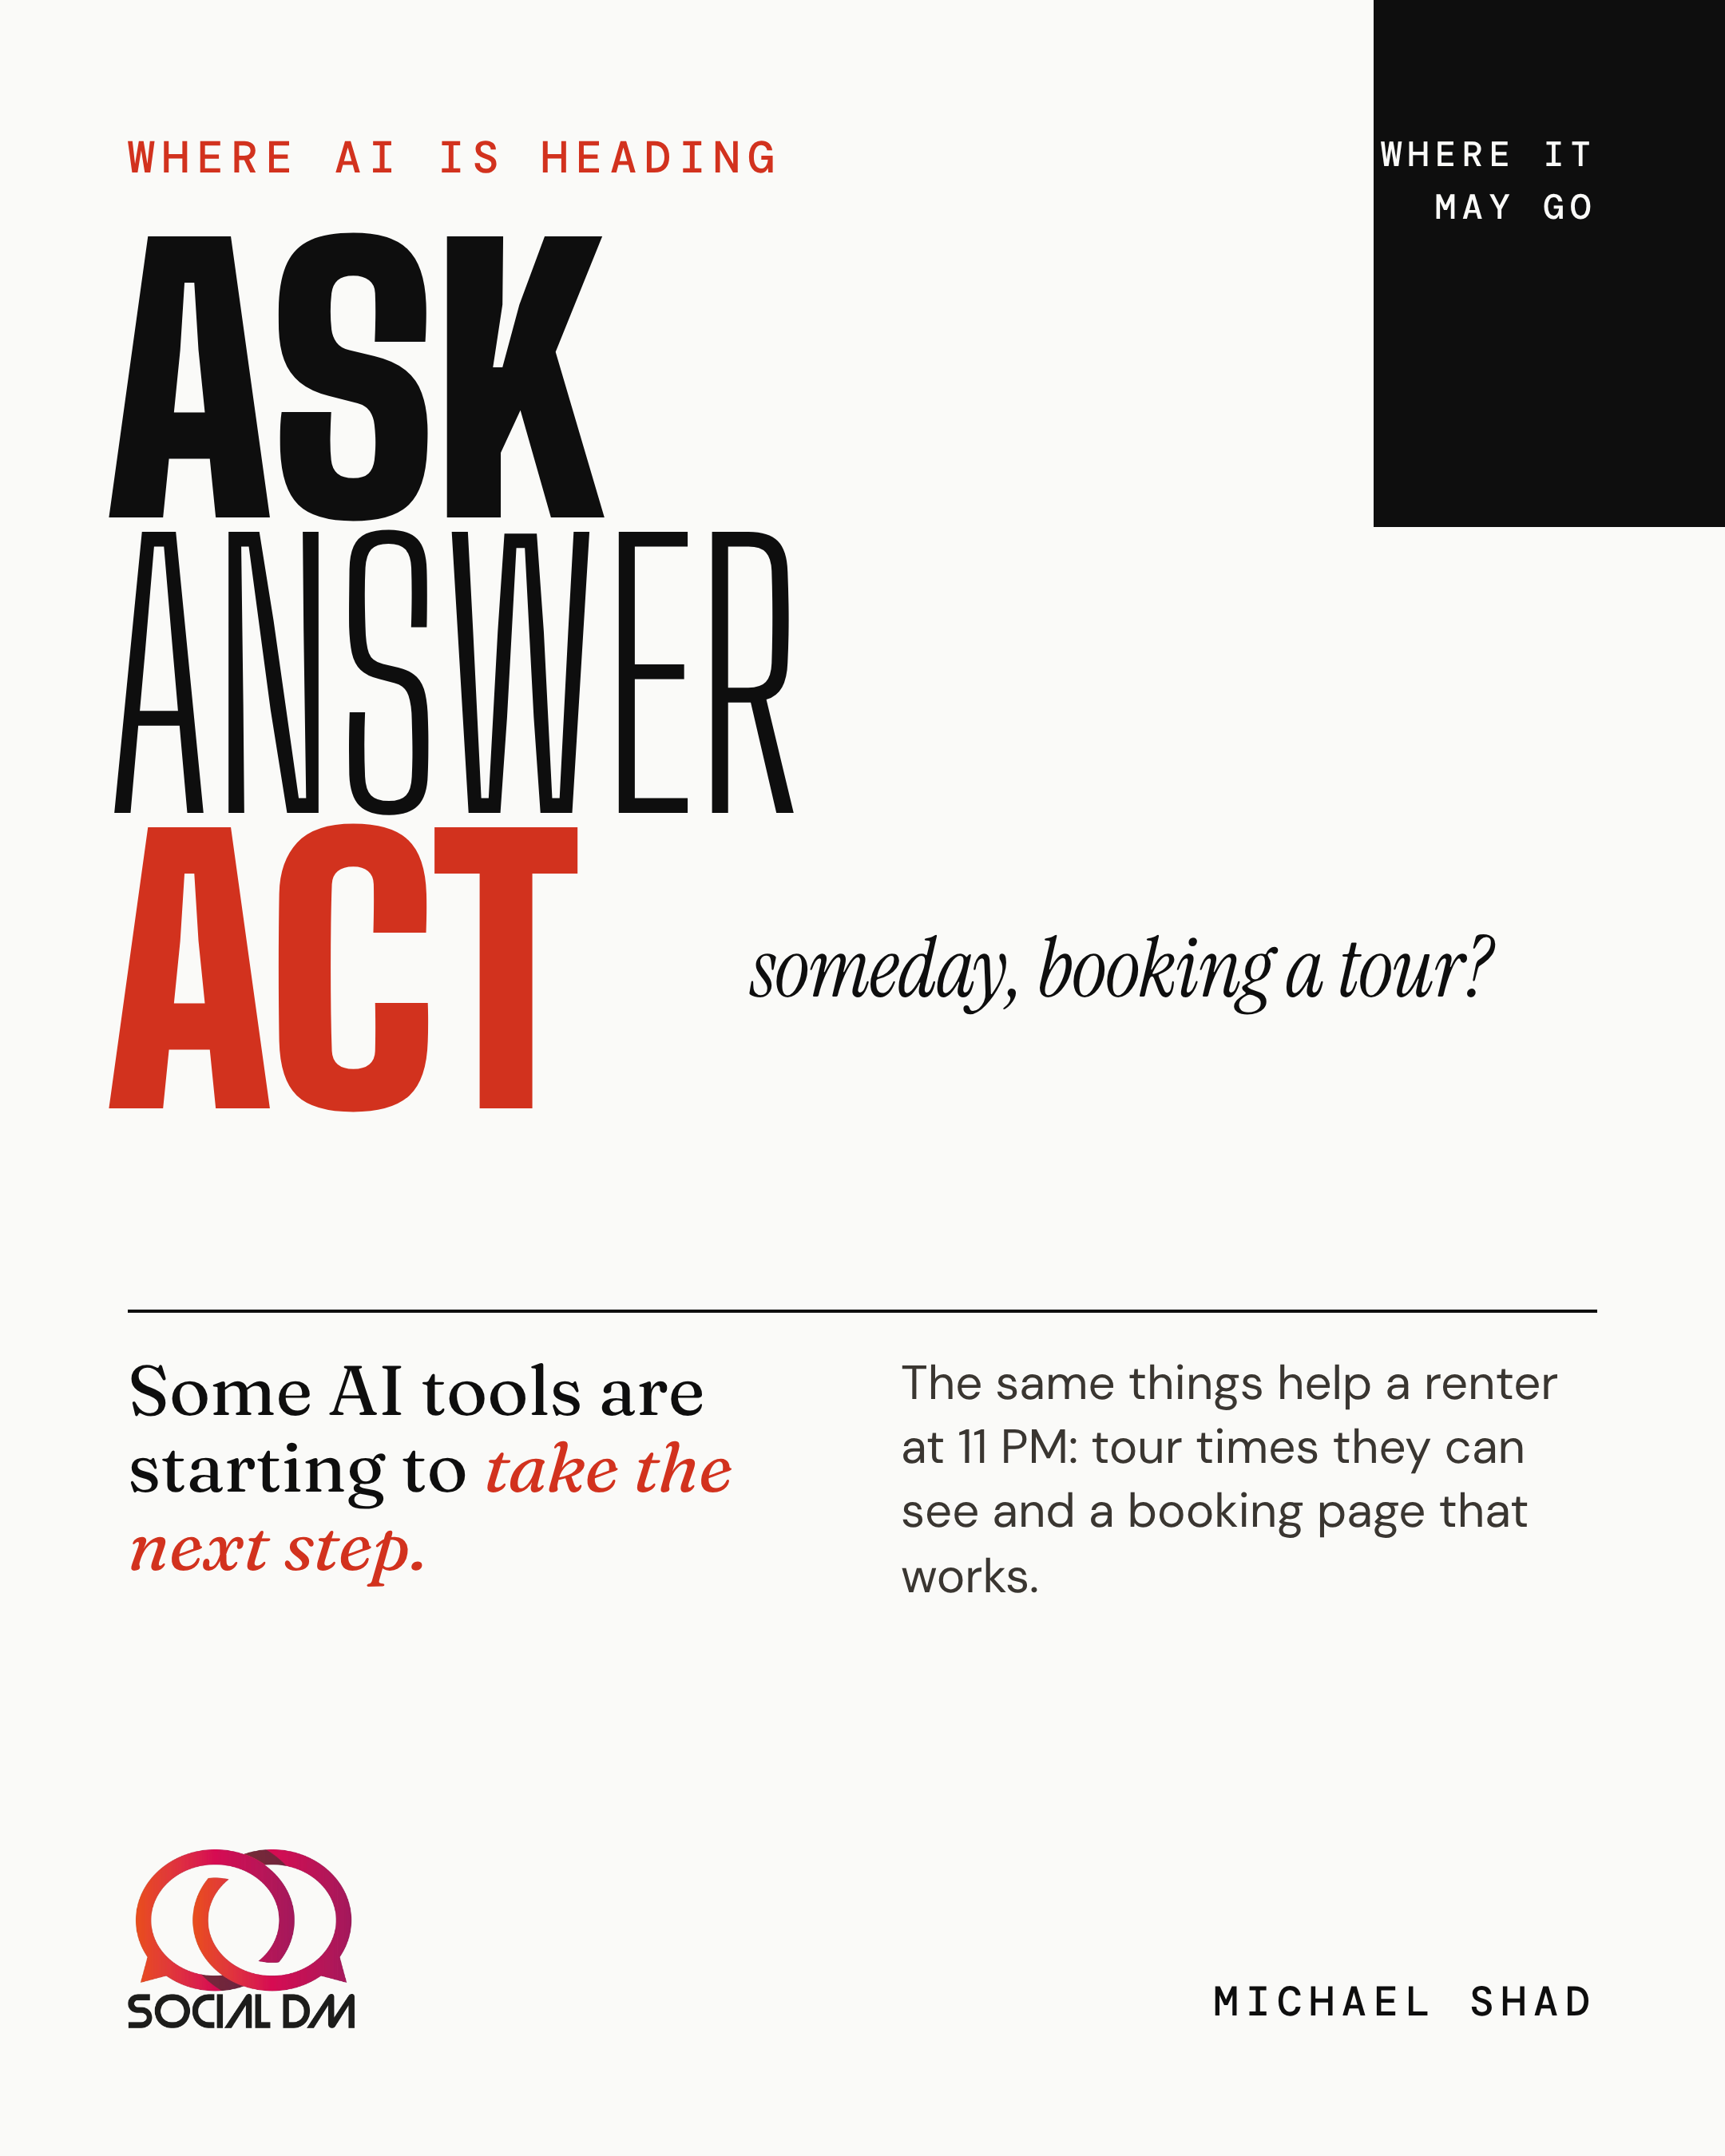 WHERE AI IS HEADING
WHERE IT
MAY GO
ASK
ANSWER
ACT
someday, booking a tour?
Some AI tools are
starting to take the
next step.
The same things help a renter
at 11 PM: tour times they can
see and a booking page that
works.
SOCIAL DM
MICHAEL SHAD